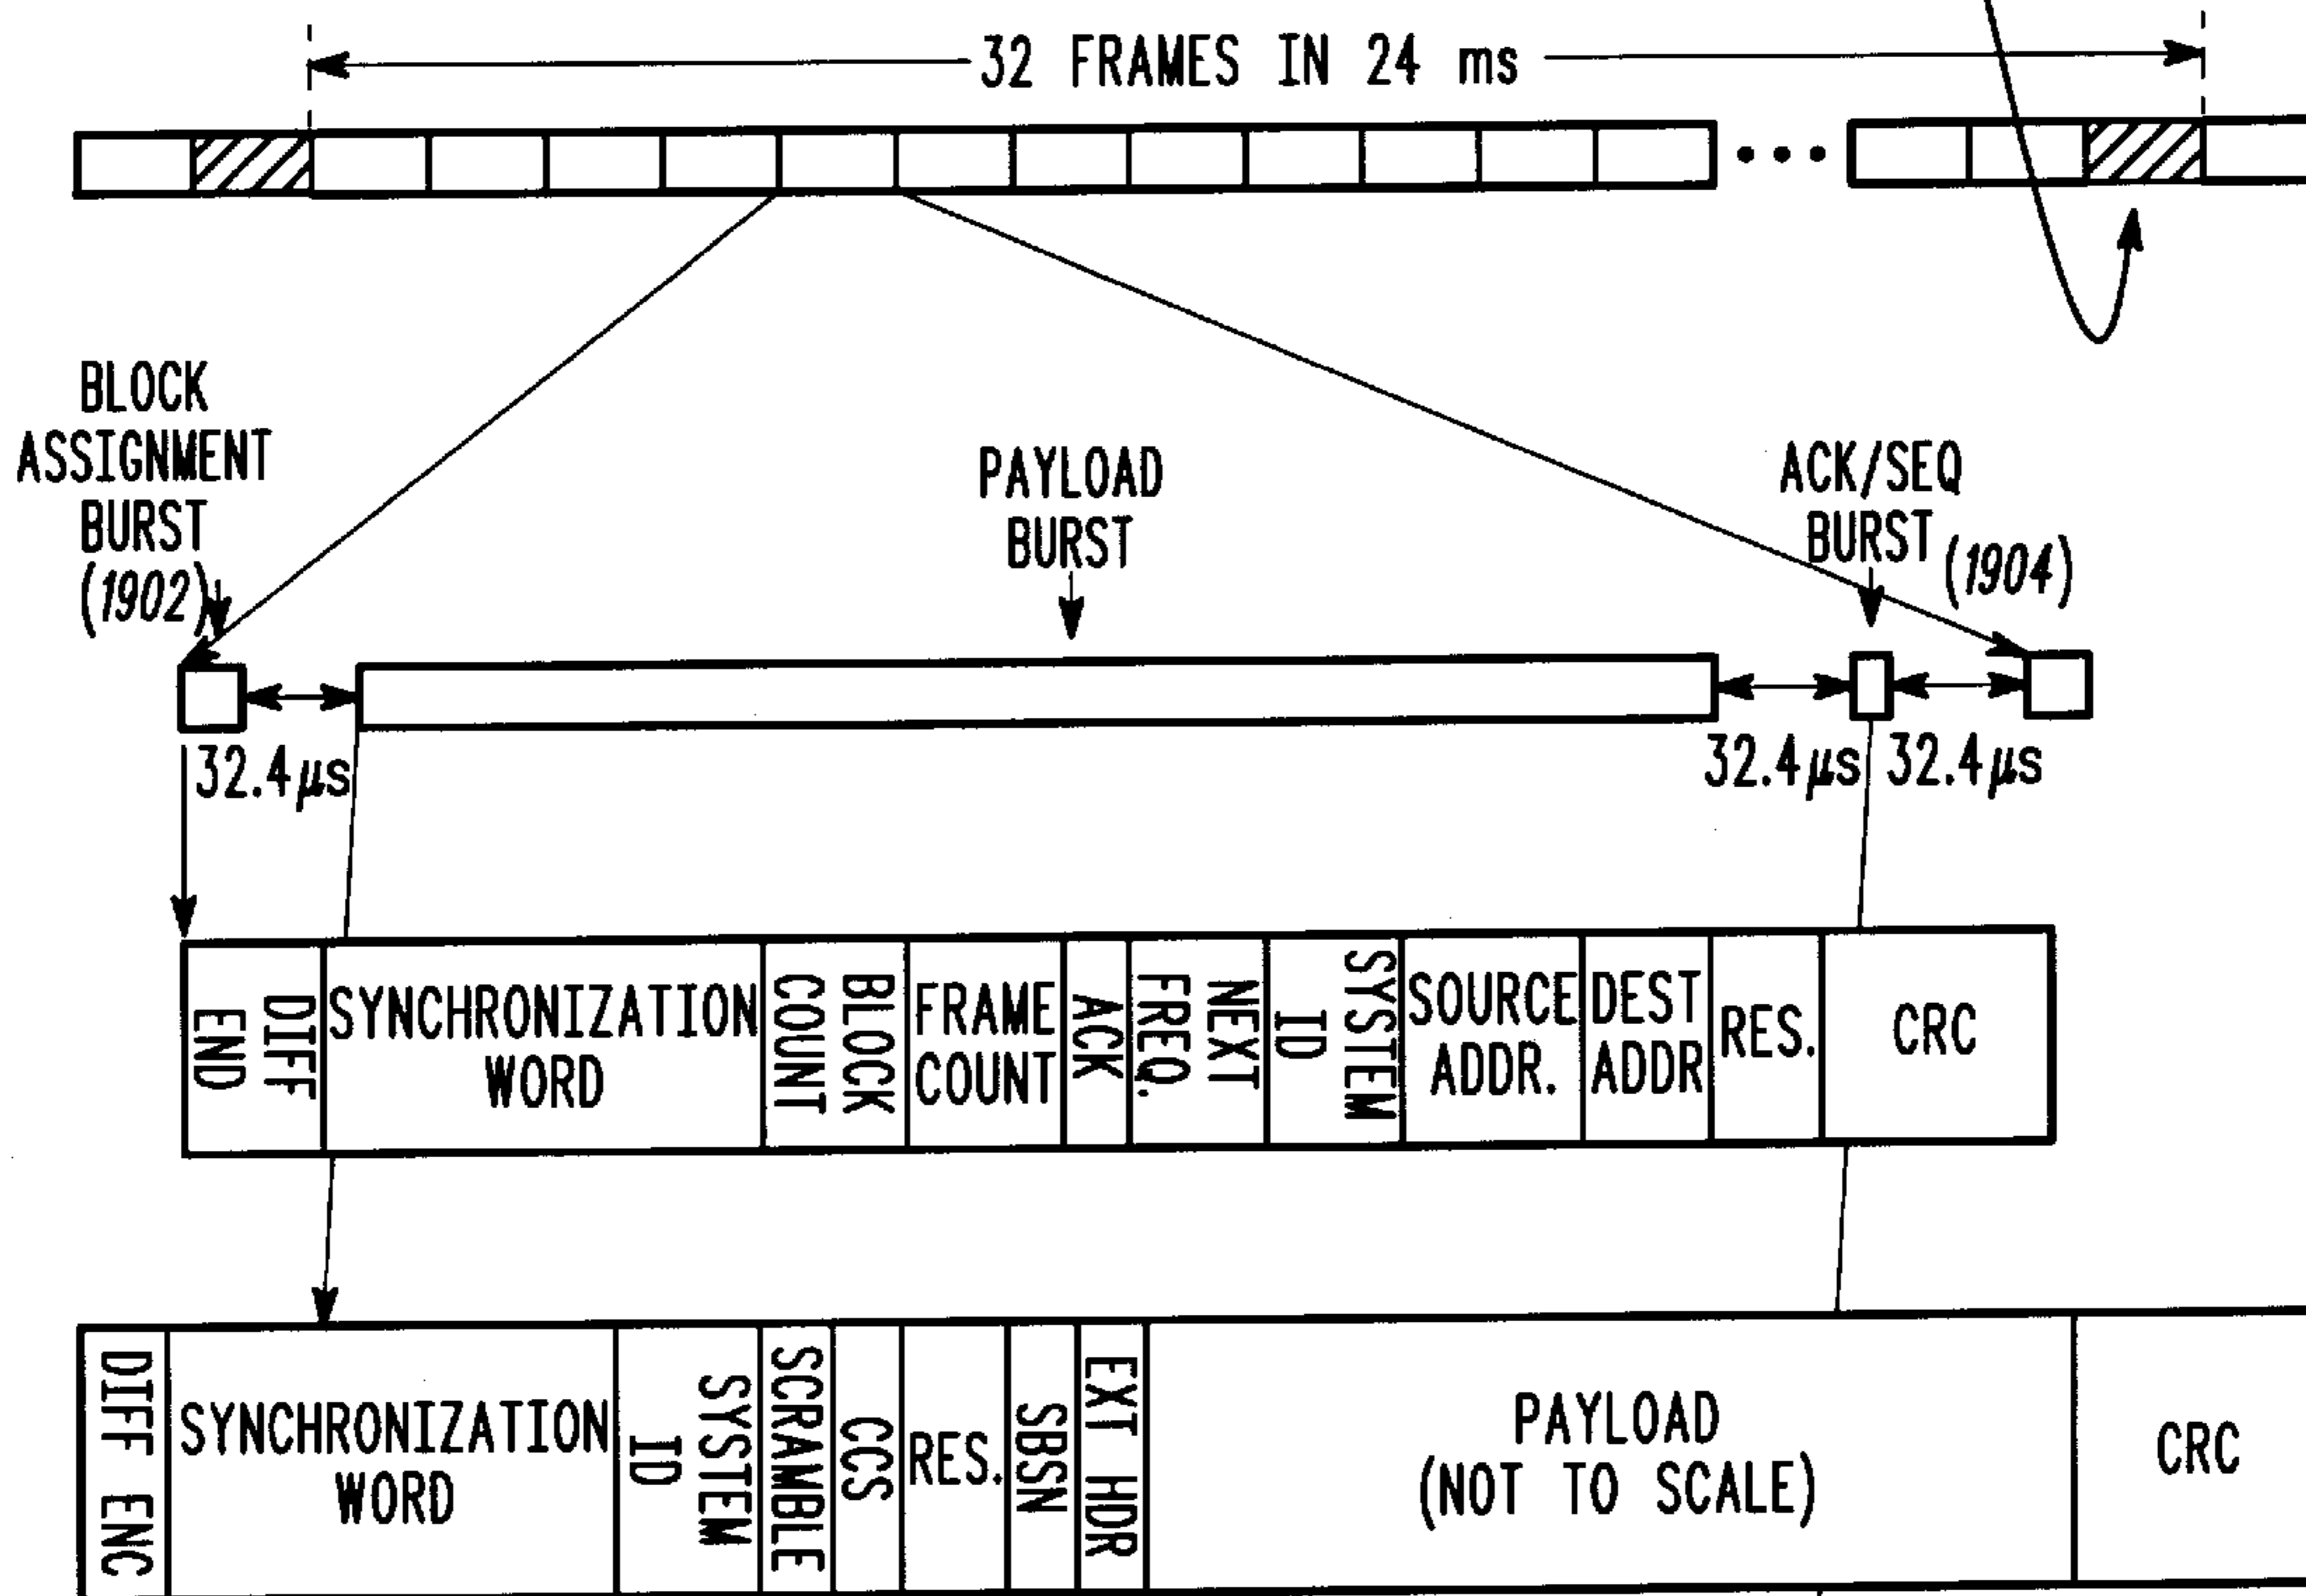 32 FRAMES IN 24 ms
BLOCK
ASSIGNMENT
BURST
(1902)
PAYLOAD
BURST
ACK/SEQ
BURST
(1904)
32.4μs
32.4μs
32.4μs
DIFF
END
SYNCHRONIZATION
WORD
BLOCK
COUNT
FRAME
COUNT
ACK
NEXT
FREQ.
SYSTEM
ID
SOURCE
ADDR.
DEST
ADDR
RES.
CRC
DIFF ENC
SYNCHRONIZATION
WORD
SYSTEM
ID
SCRAMBLE
CCS
RES.
SBSN
EXT HDR
PAYLOAD
(NOT TO SCALE)
CRC